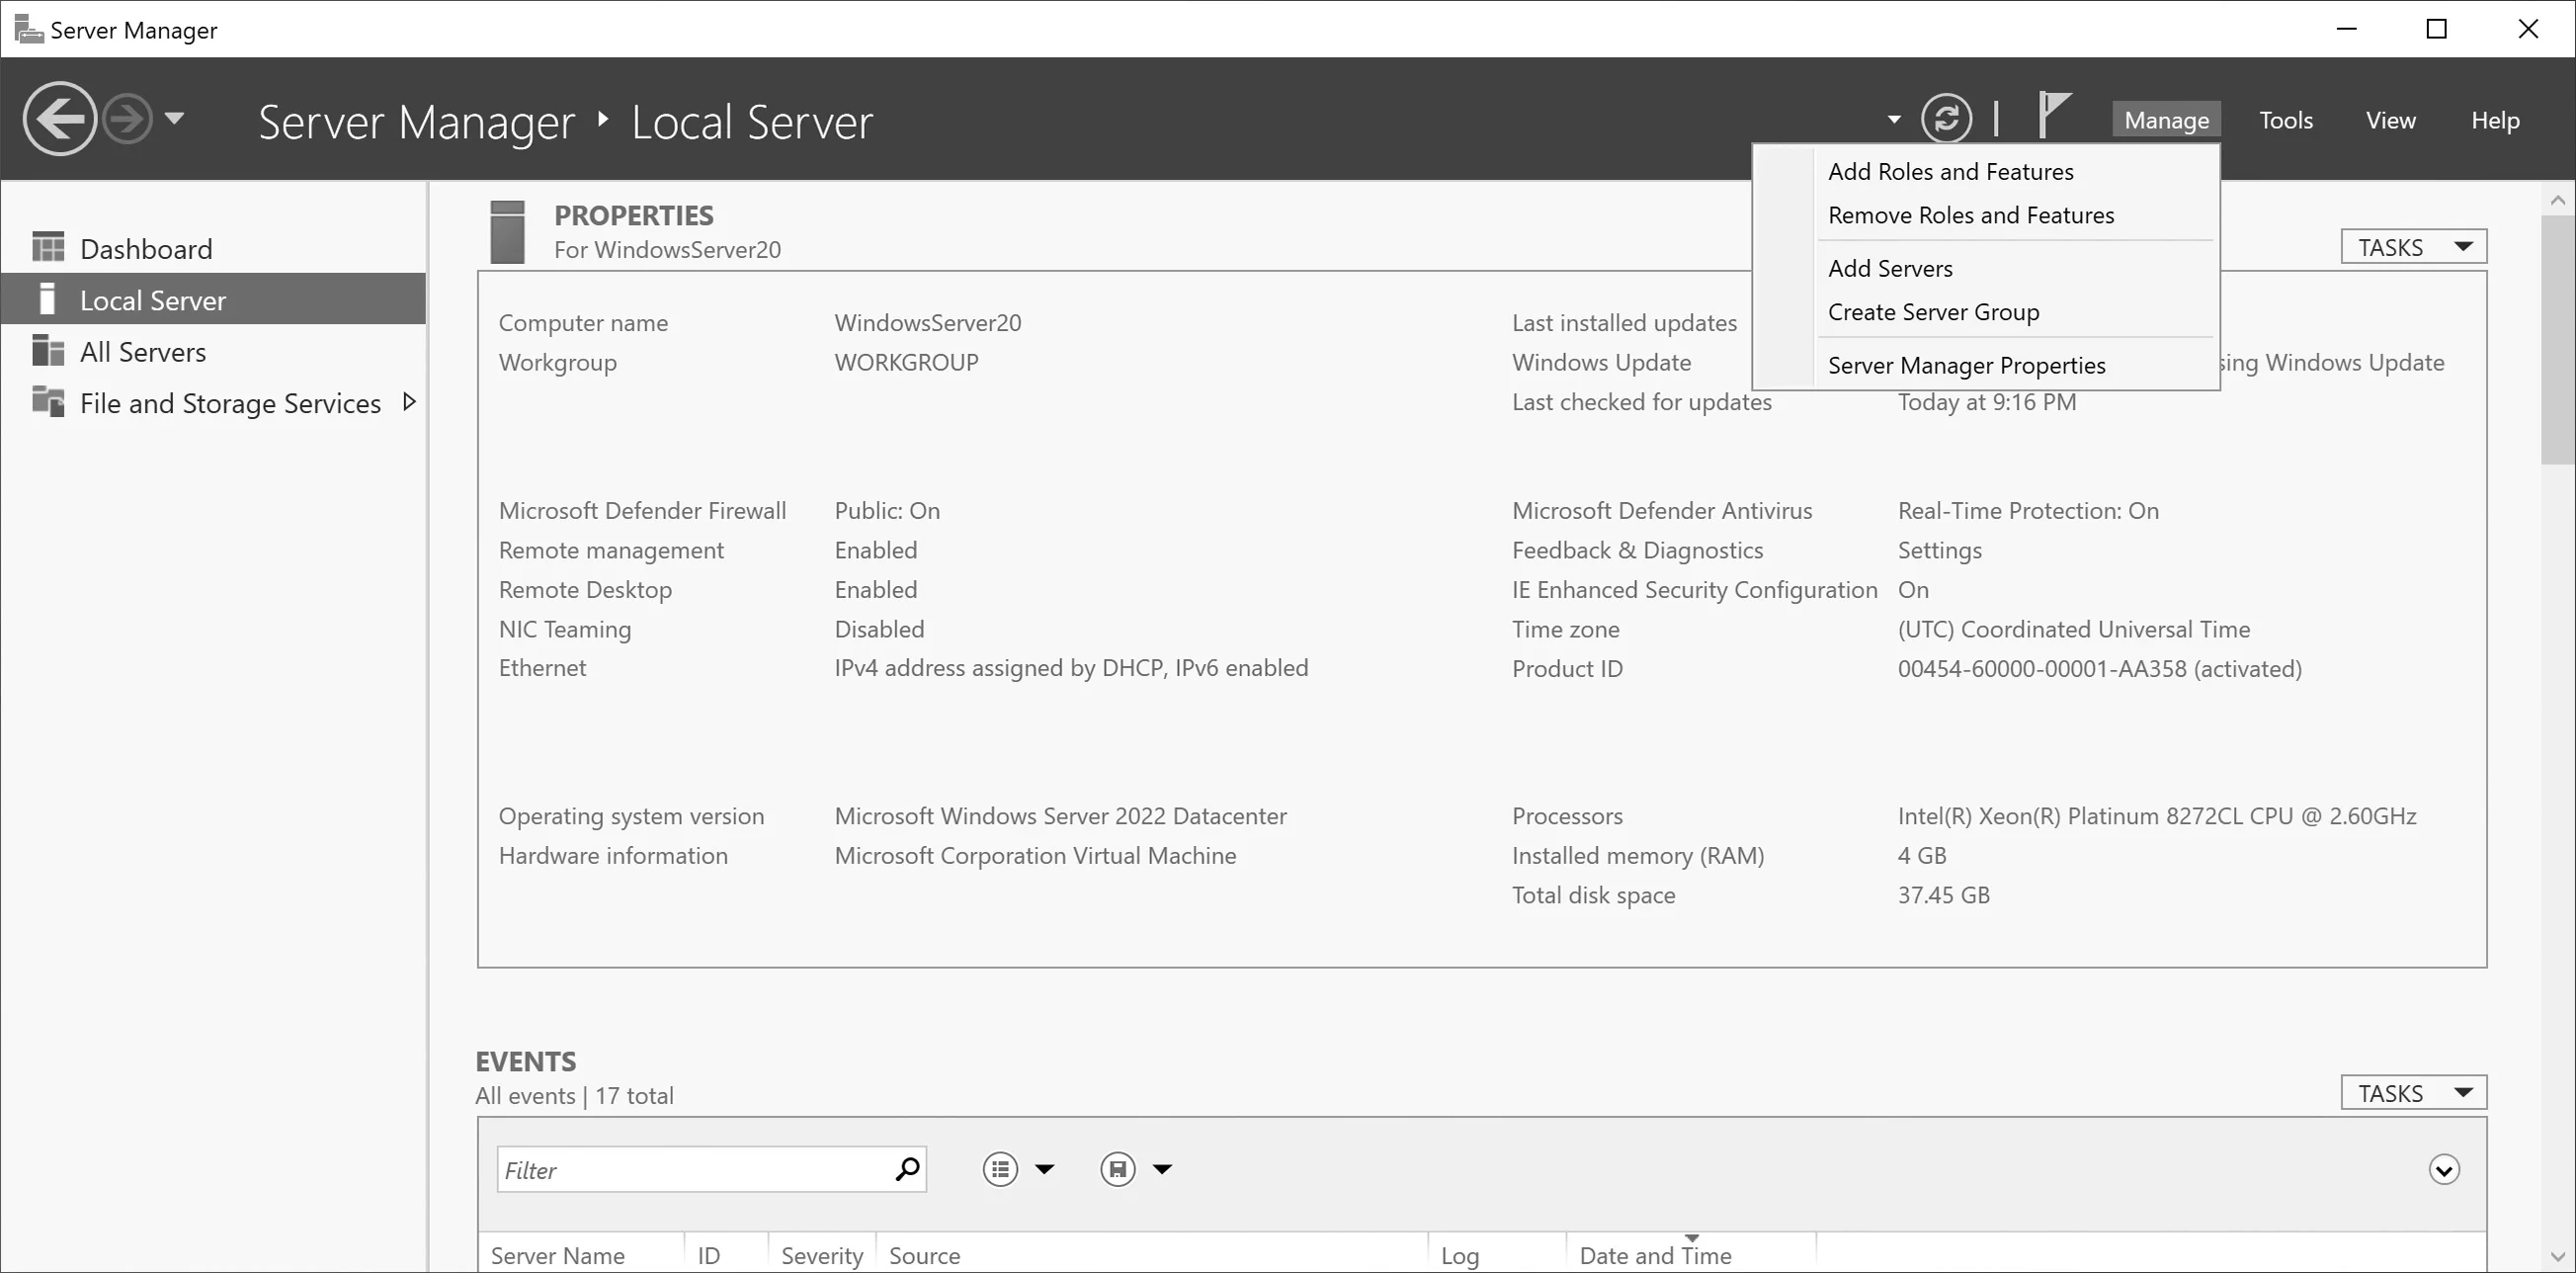 Server Manager
Server Manager ‣ Local Server
Manage Tools View Help
Add Roles and Features
Remove Roles and Features
Add Servers
Create Server Group
Server Manager Properties
Dashboard
Local Server
All Servers
File and Storage Services
PROPERTIES
For WindowsServer20
TASKS
Computer name WindowsServer20
Workgroup WORKGROUP
Last installed updates
Windows Update Windows Update
Last checked for updates Today at 9:16 PM
Microsoft Defender Firewall Public: On
Remote management Enabled
Remote Desktop Enabled
NIC Teaming Disabled
Ethernet IPv4 address assigned by DHCP, IPv6 enabled
Microsoft Defender Antivirus Real-Time Protection: On
Feedback & Diagnostics Settings
IE Enhanced Security Configuration On
Time zone (UTC) Coordinated Universal Time
Product ID 00454-60000-00001-AA358 (activated)
Operating system version Microsoft Windows Server 2022 Datacenter
Hardware information Microsoft Corporation Virtual Machine
Processors Intel(R) Xeon(R) Platinum 8272CL CPU @ 2.60GHz
Installed memory (RAM) 4 GB
Total disk space 37.45 GB
EVENTS
All events | 17 total
TASKS
Filter
Server Name ID Severity Source Log Date and Time